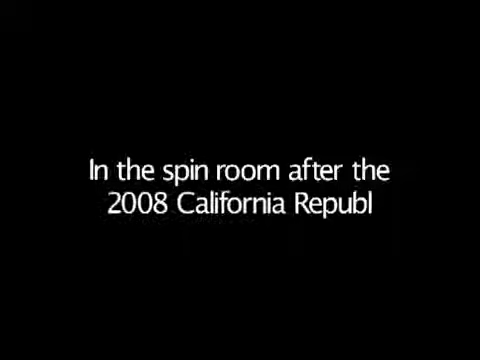 In the spin room after the
2008 California Republ